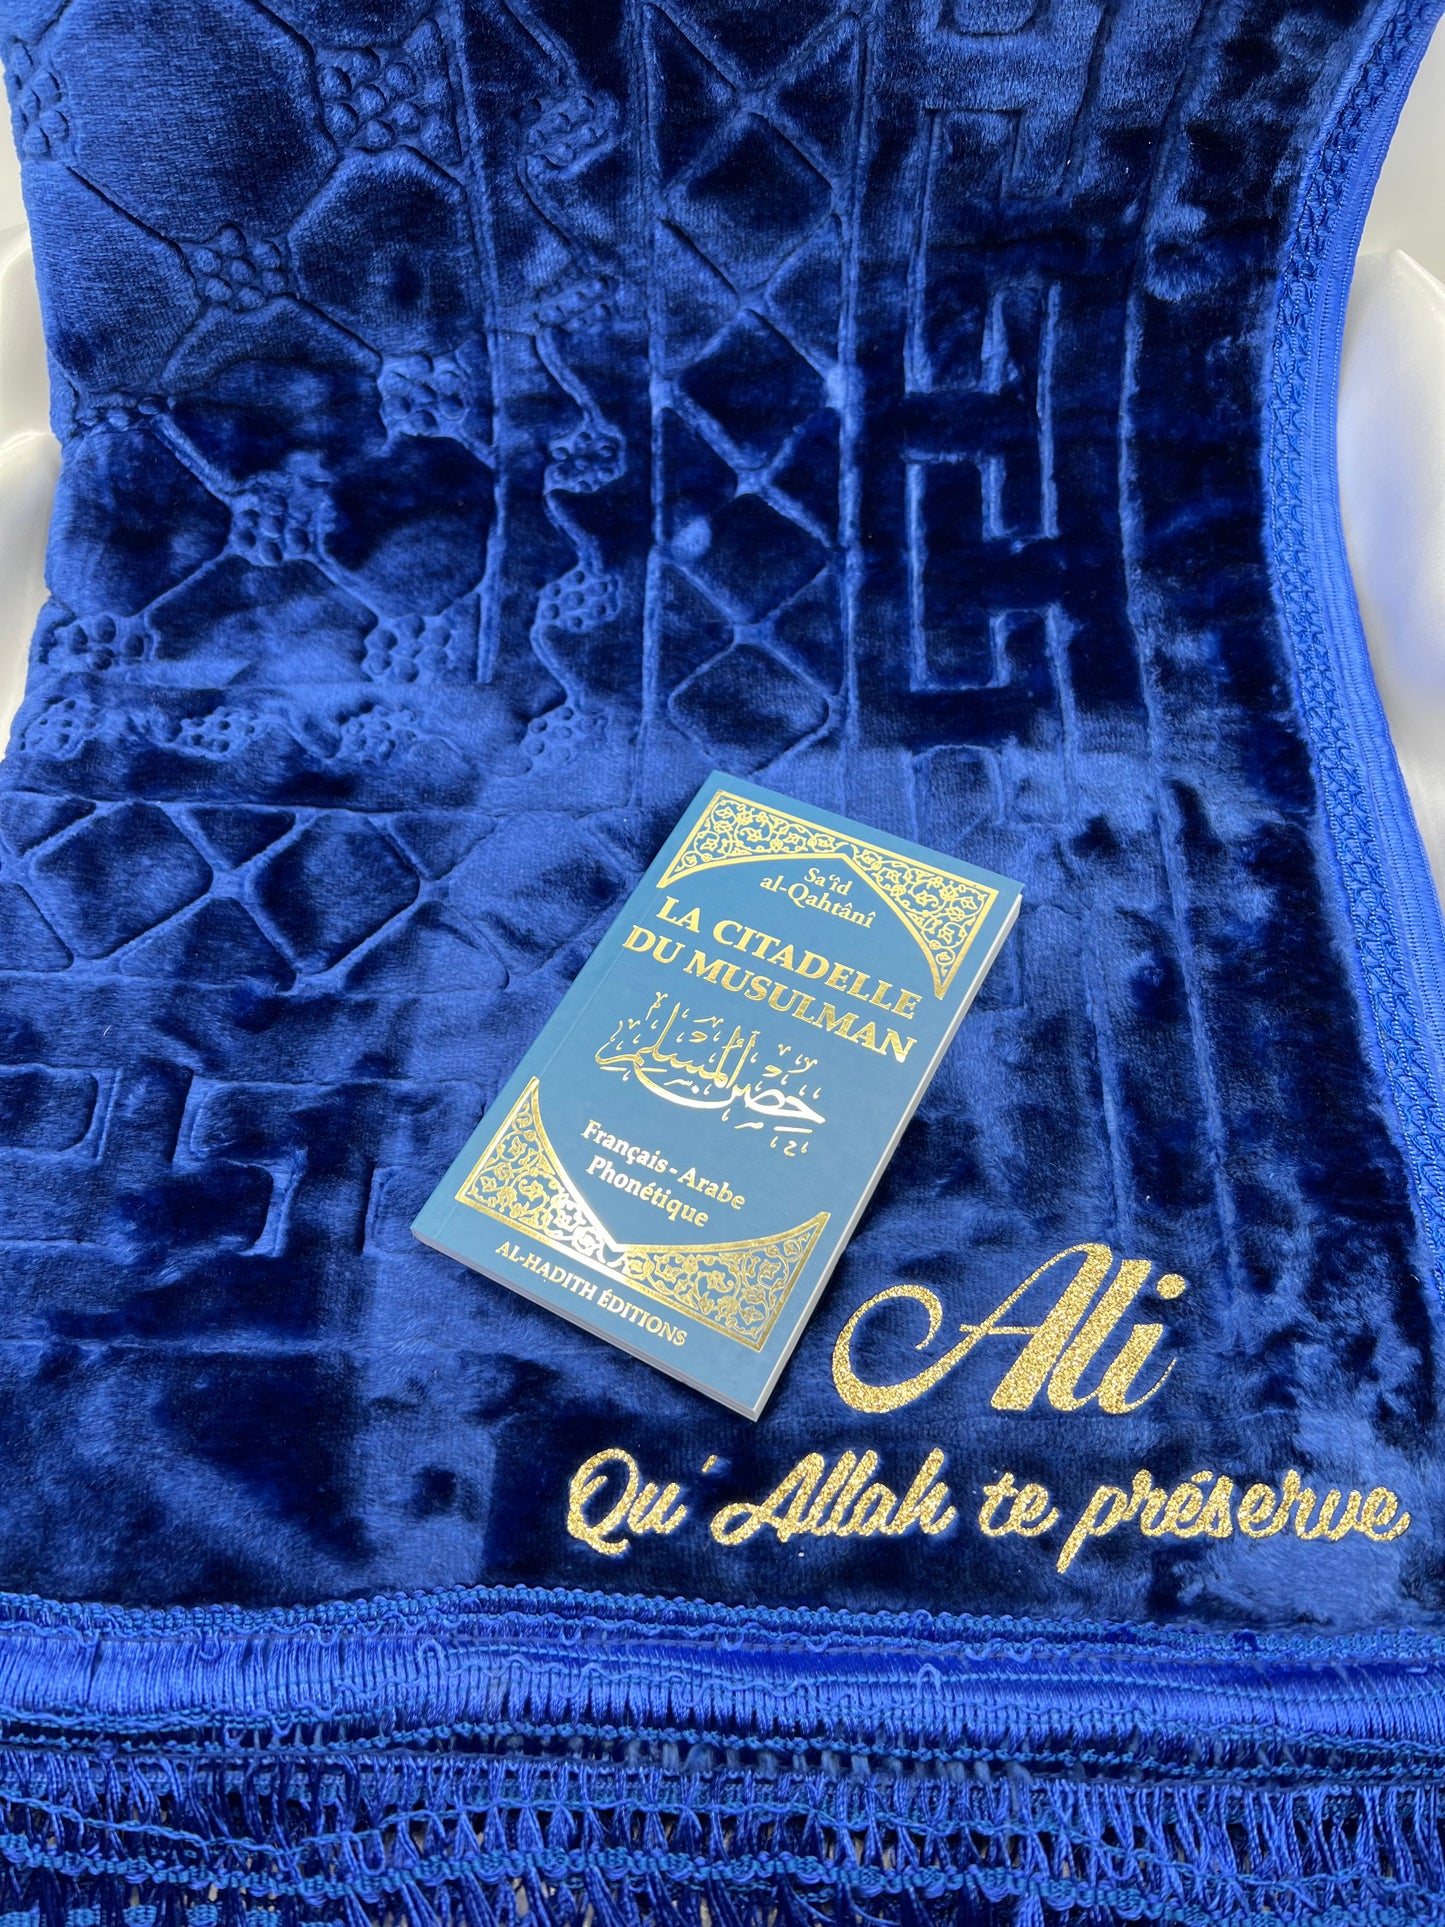 Sa‘îd
al-Qahtânî
LA CITADELLE
DU MUSULMAN
حصن المسلم
Français - Arabe
Phonétique
AL-HADITH ÉDITIONS
Ali
Qu'Allah te préserve